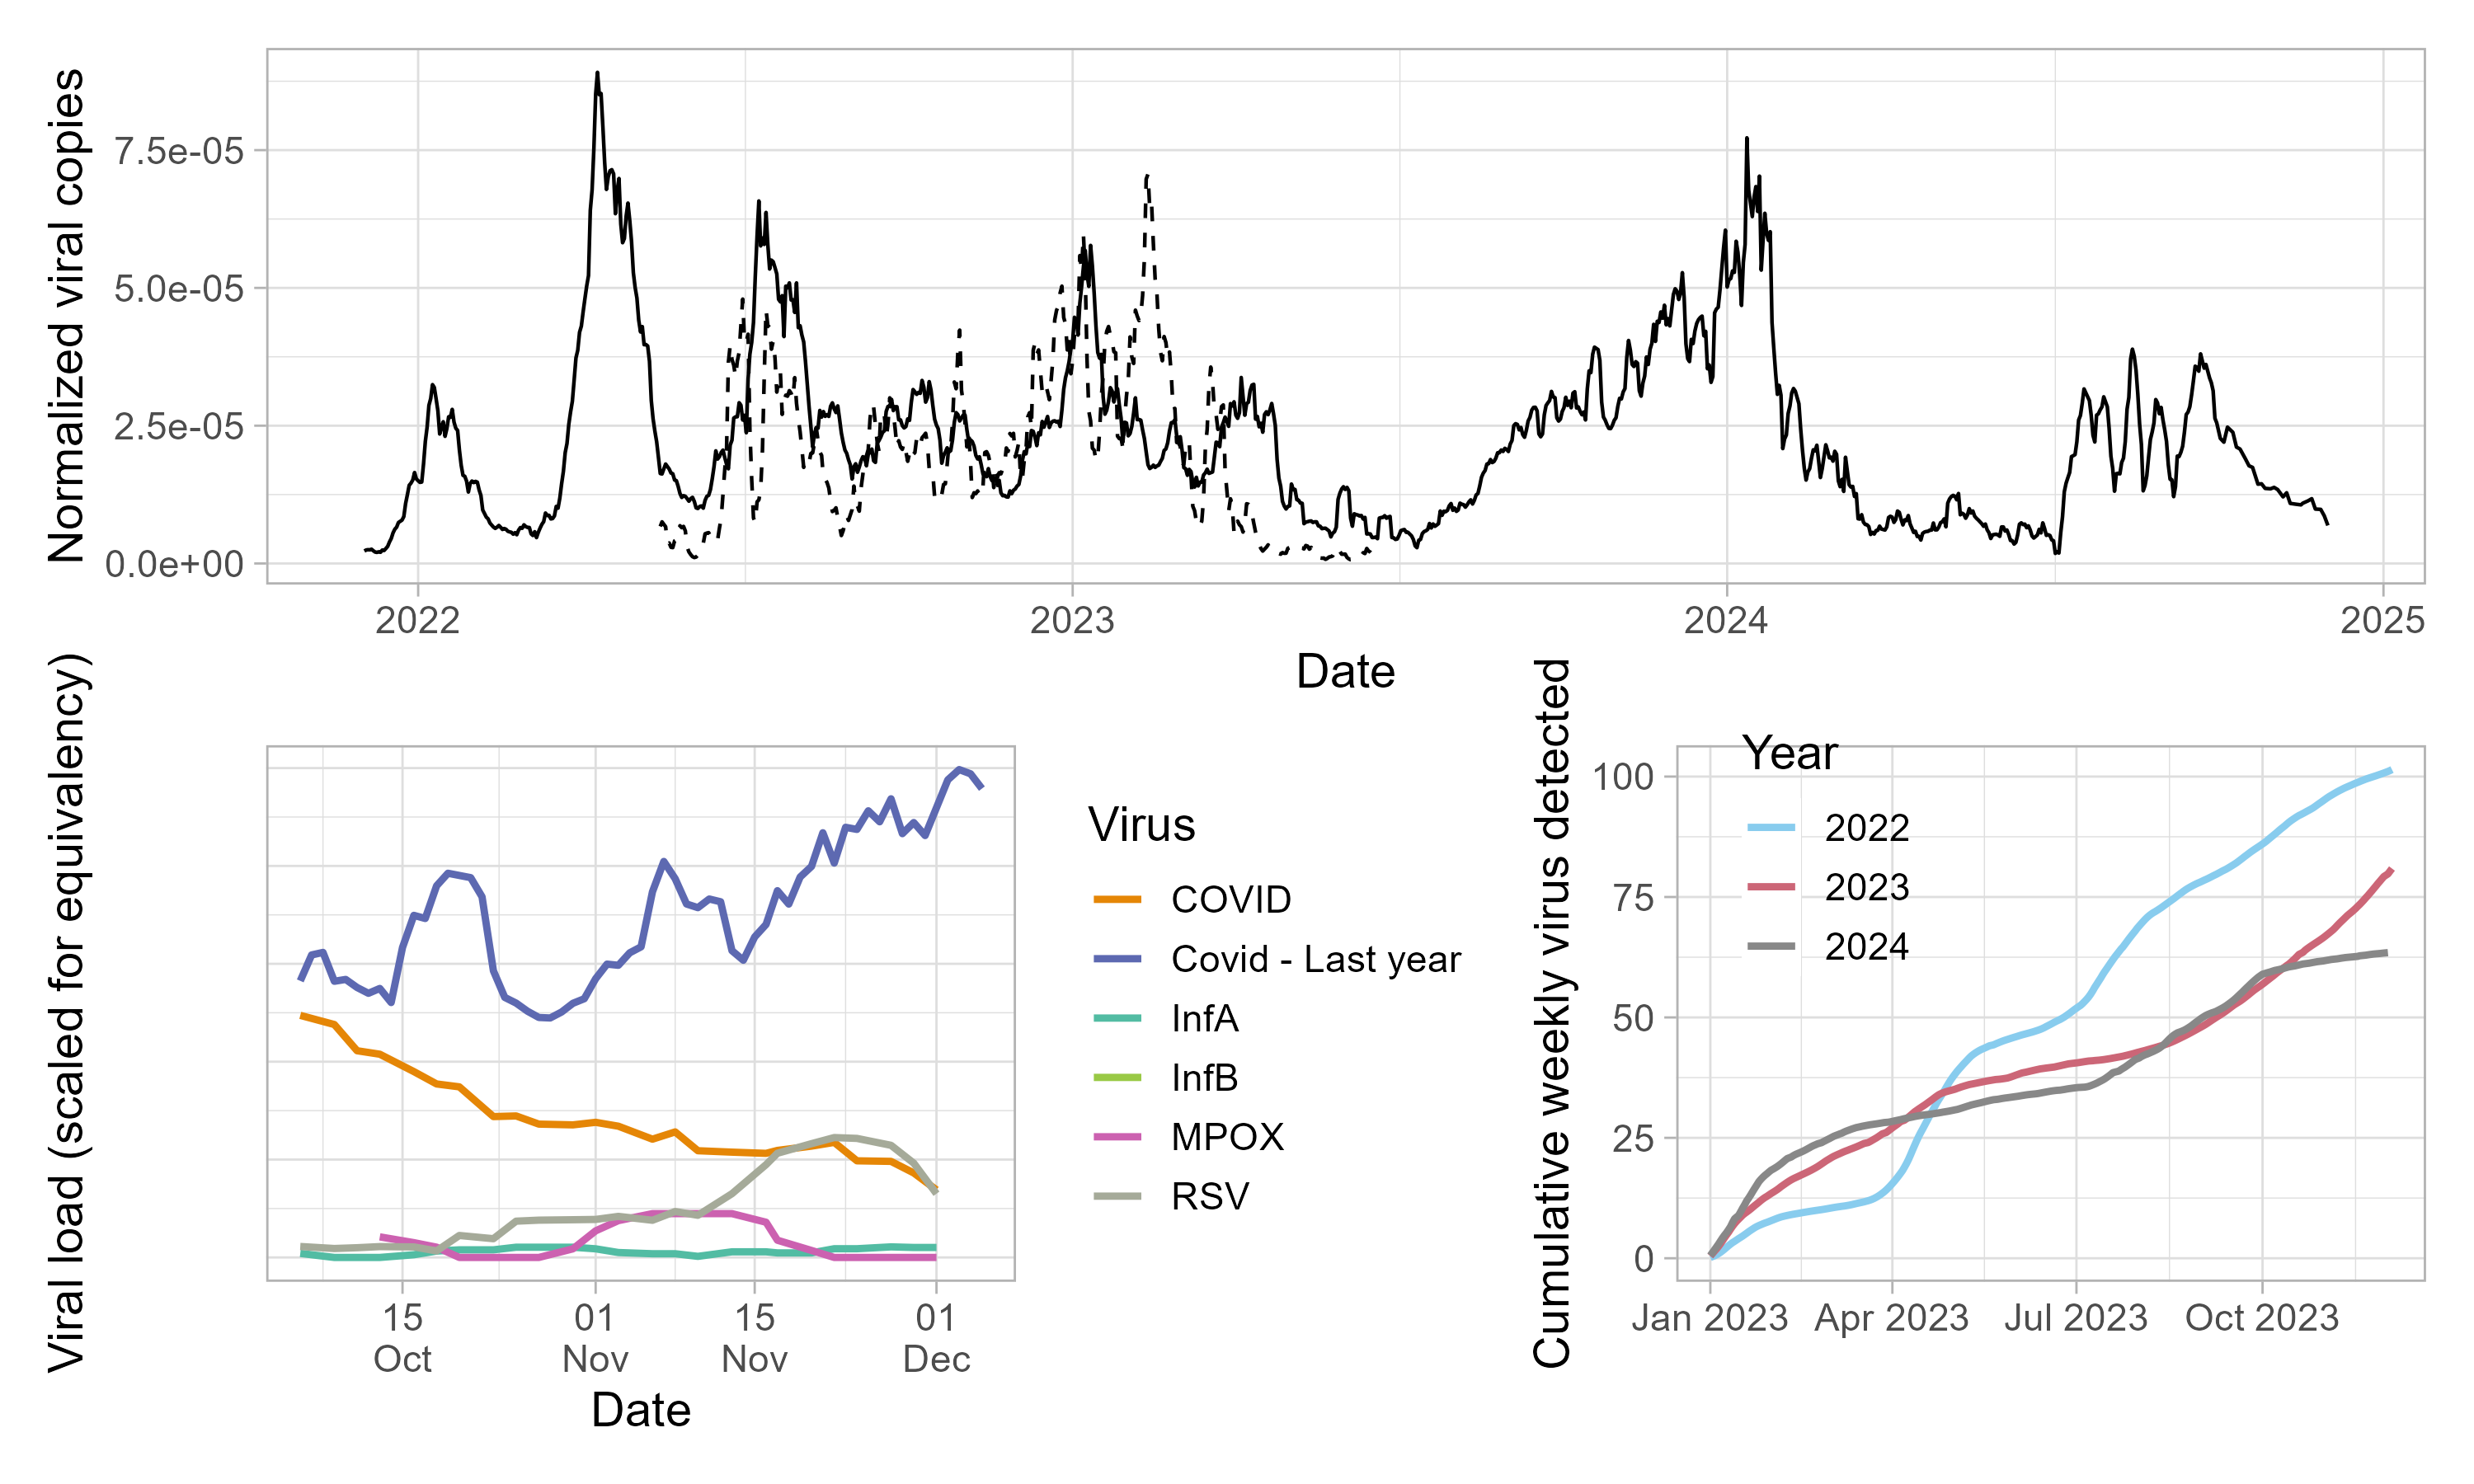 Normalized viral copies
7.5e-05
5.0e-05
2.5e-05
0.0e+00
2022
2023
2024
2025
Date
Viral load (scaled for equivalency)
15
Oct
01
Nov
15
Nov
01
Dec
Date
Virus
COVID
Covid - Last year
InfA
InfB
MPOX
RSV
Cumulative weekly virus detected
100
75
50
25
0
Year
2022
2023
2024
Jan 2023
Apr 2023
Jul 2023
Oct 2023